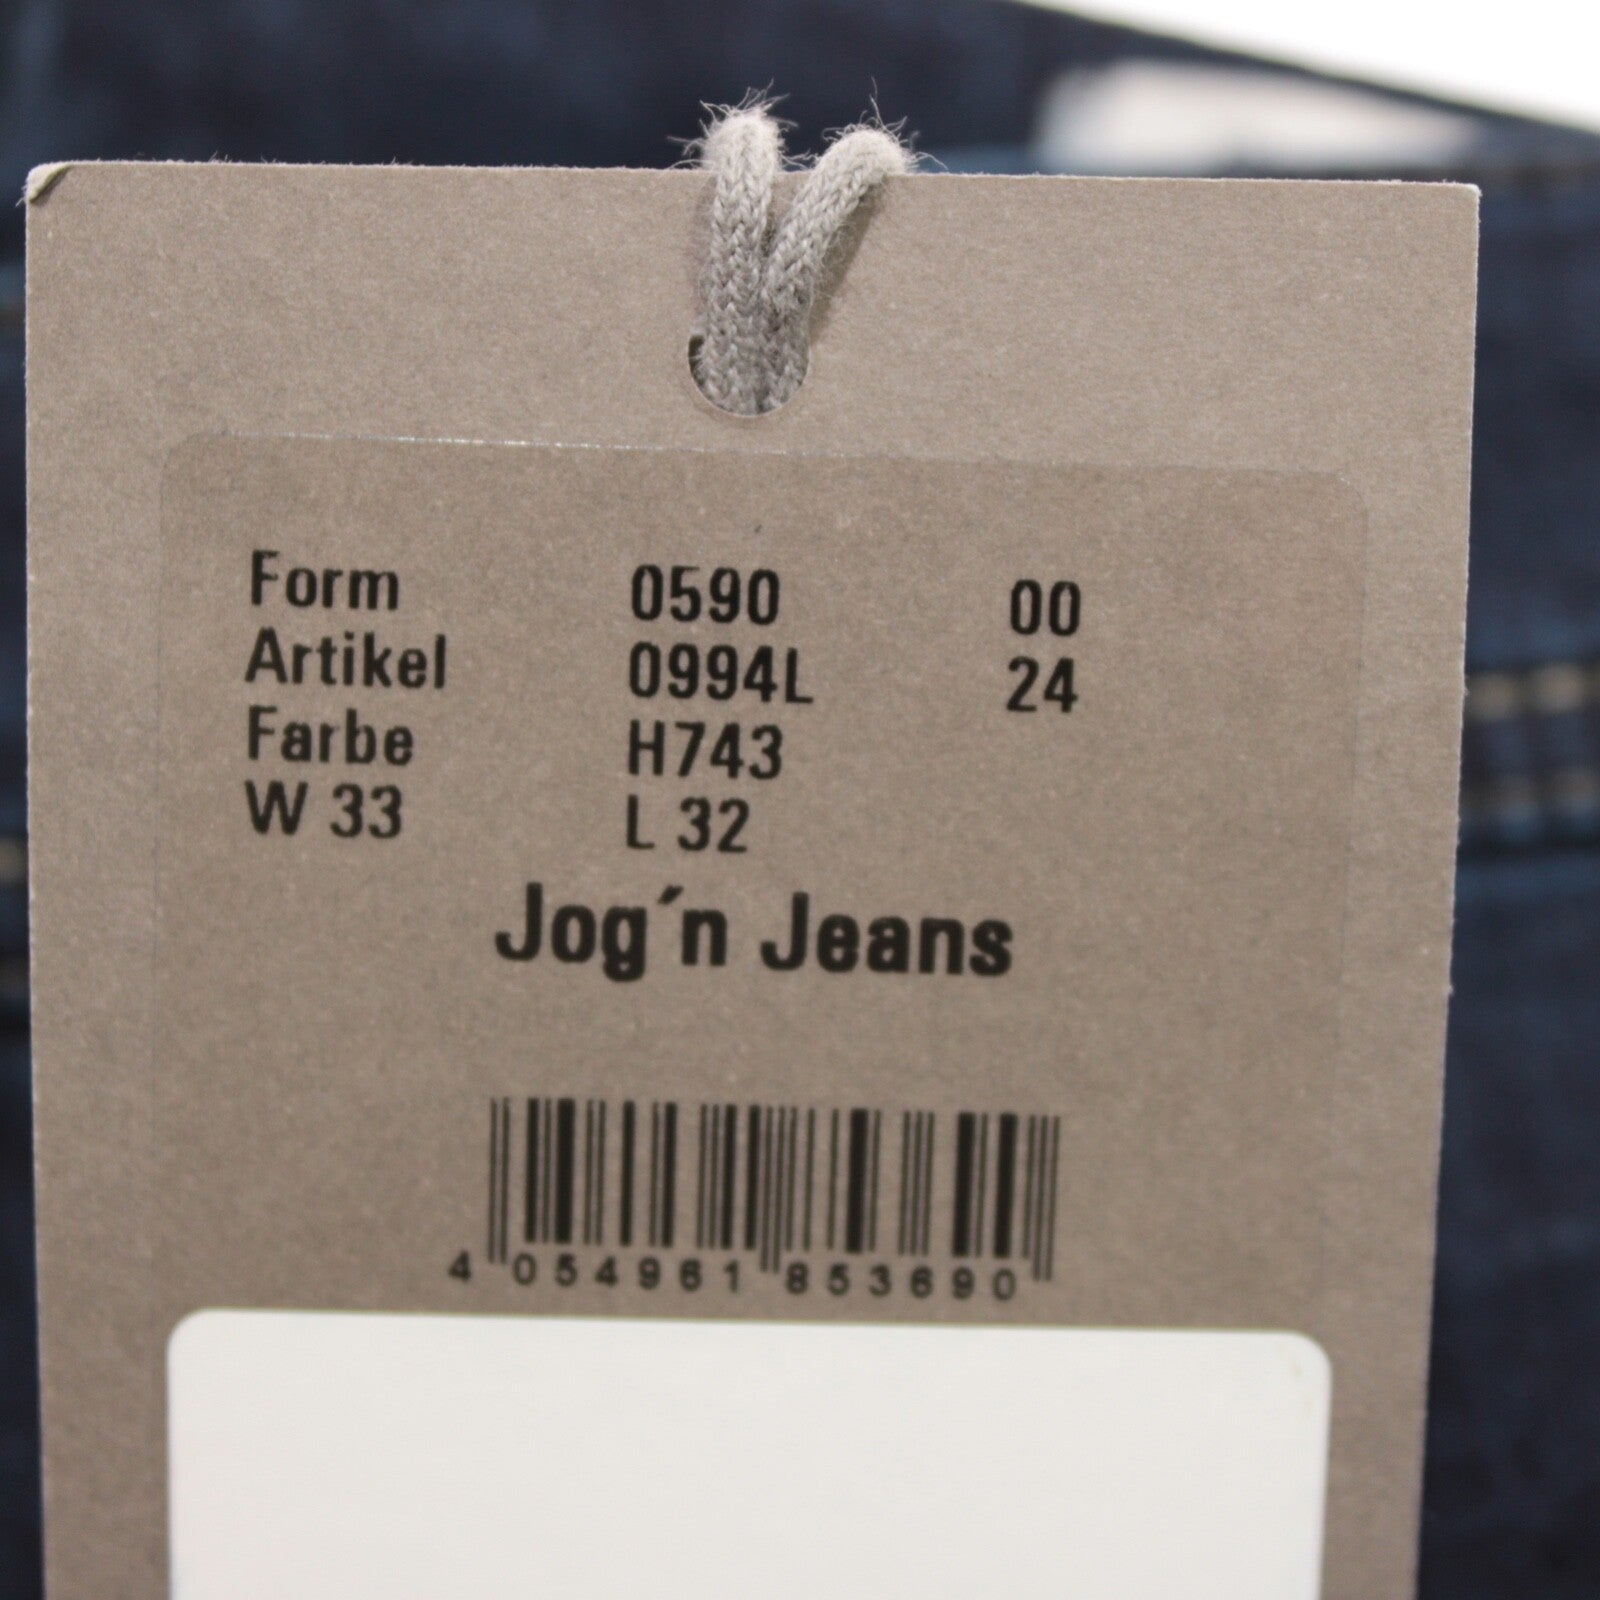 Form 0590 00
Artikel 0994L 24
Farbe H743
W 33 L 32
Jog´n Jeans
4 054961 853690